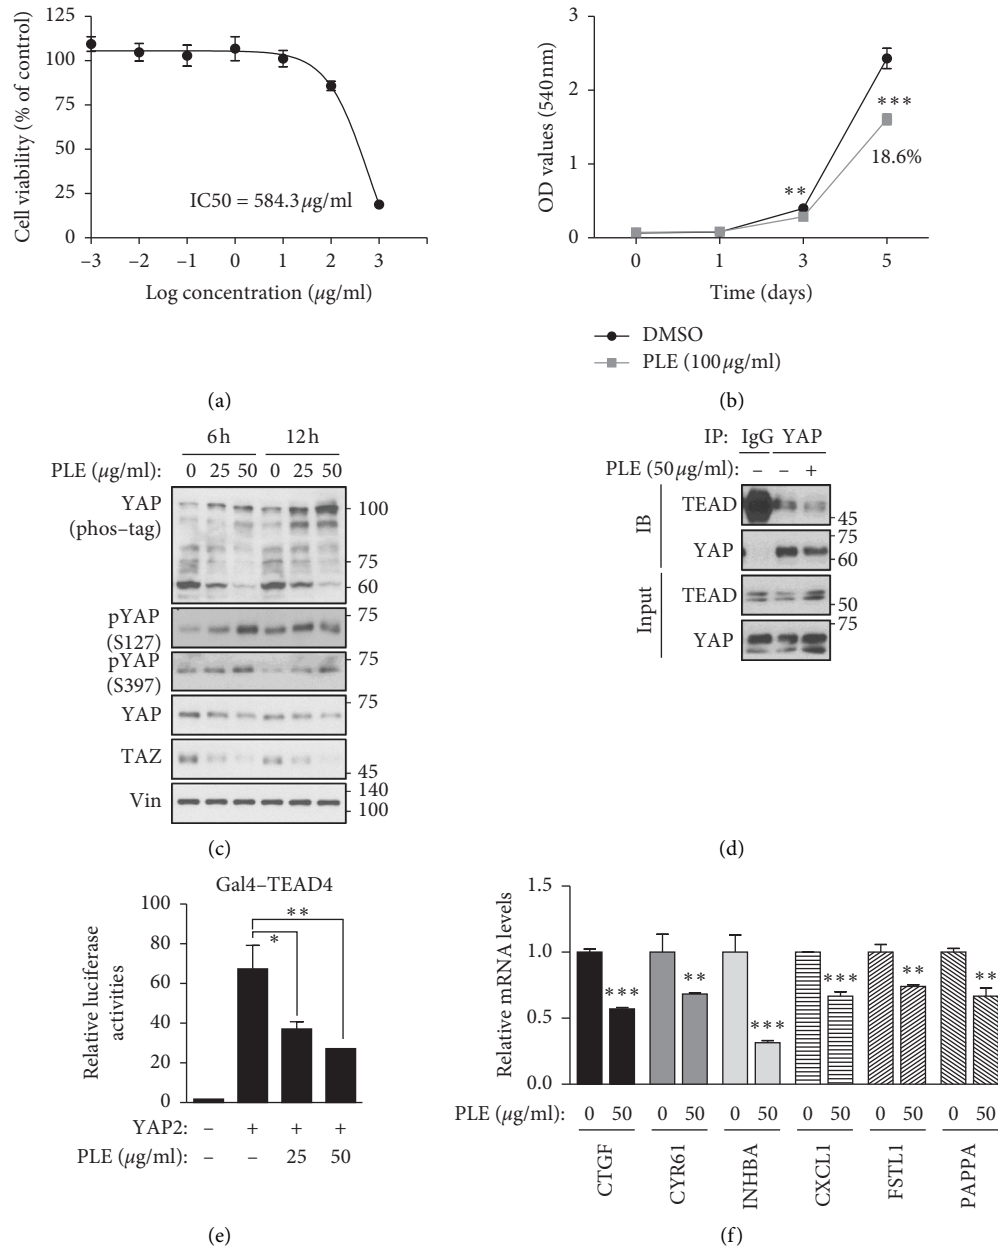 125
100
75
50
25
0
Cell viability (% of control)
IC50 = 584.3 μg/ml
–3 –2 –1 0 1 2 3
Log concentration (μg/ml)
(a)
3
2
1
0
OD values (540 nm)
**
***
18.6%
0 1 3 5
Time (days)
DMSO
PLE (100 μg/ml)
(b)
6 h 12 h
PLE (μg/ml): 0 25 50 0 25 50
YAP
(phos–tag)
100
75
60
pYAP
(S127)
75
pYAP
(S397)
75
YAP
75
TAZ
45
Vin
140
100
(c)
IP: IgG YAP
PLE (50 μg/ml): – – +
IB
TEAD
45
YAP
75
60
Input
TEAD
50
YAP
75
(d)
Gal4–TEAD4
100
80
60
40
20
0
Relative luciferase
activities
**
*
YAP2: – + + +
PLE (μg/ml): – – 25 50
(e)
1.5
1.0
0.5
0.0
Relative mRNA levels
*** ** *** *** ** **
PLE (μg/ml): 0 50 0 50 0 50 0 50 0 50 0 50
CTGF
CYR61
INHBA
CXCL1
FSTL1
PAPPA
(f)